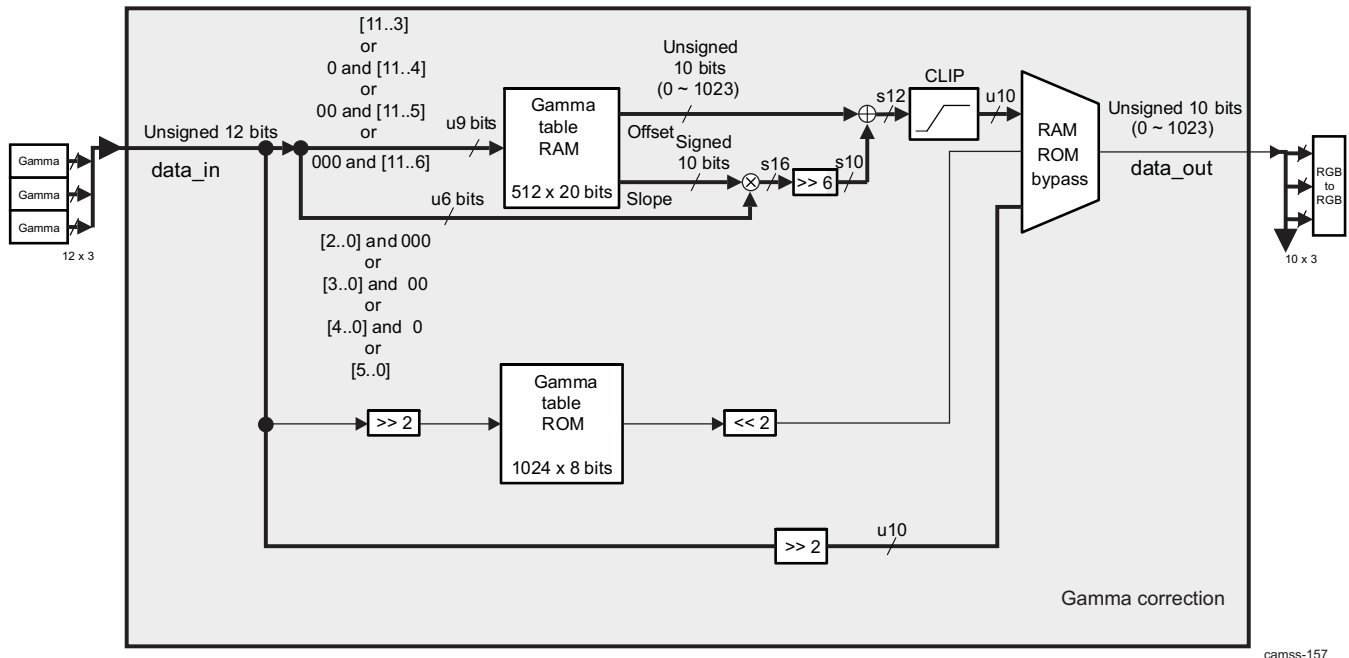 [11..3]
or
0 and [11..4]
or
00 and [11..5]
or
000 and [11..6]
Unsigned 12 bits
data_in
Gamma
Gamma
Gamma
12 x 3
u9 bits
u6 bits
[2..0] and 000
or
[3..0] and 00
or
[4..0] and 0
or
[5..0]
Gamma
table
RAM
512 x 20 bits
Unsigned
10 bits
(0 ~ 1023)
Offset
Signed
10 bits
Slope
s16
>> 6
s10
s12
CLIP
u10
RAM
ROM
bypass
Unsigned 10 bits
(0 ~ 1023)
data_out
RGB
to
RGB
10 x 3
>> 2
Gamma
table
ROM
1024 x 8 bits
<< 2
>> 2
u10
Gamma correction
camss-157